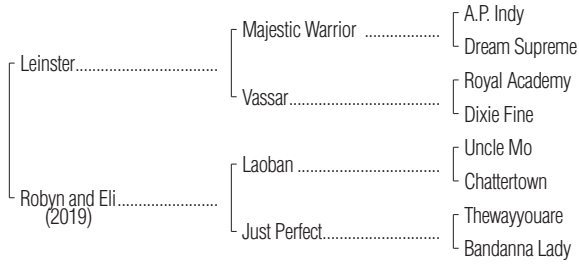 Leinster
Robyn and Eli
(2019)
Majestic Warrior
Vassar
Laoban
Just Perfect
A.P. Indy
Dream Supreme
Royal Academy
Dixie Fine
Uncle Mo
Chattertown
Thewayyouare
Bandanna Lady